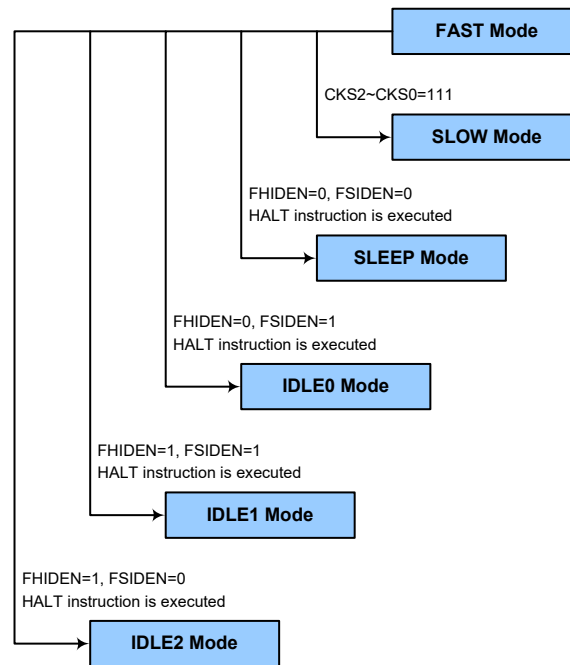 FAST Mode
CKS2~CKS0=111
SLOW Mode
FHIDEN=0, FSIDEN=0
HALT instruction is executed
SLEEP Mode
FHIDEN=0, FSIDEN=1
HALT instruction is executed
IDLE0 Mode
FHIDEN=1, FSIDEN=1
HALT instruction is executed
IDLE1 Mode
FHIDEN=1, FSIDEN=0
HALT instruction is executed
IDLE2 Mode